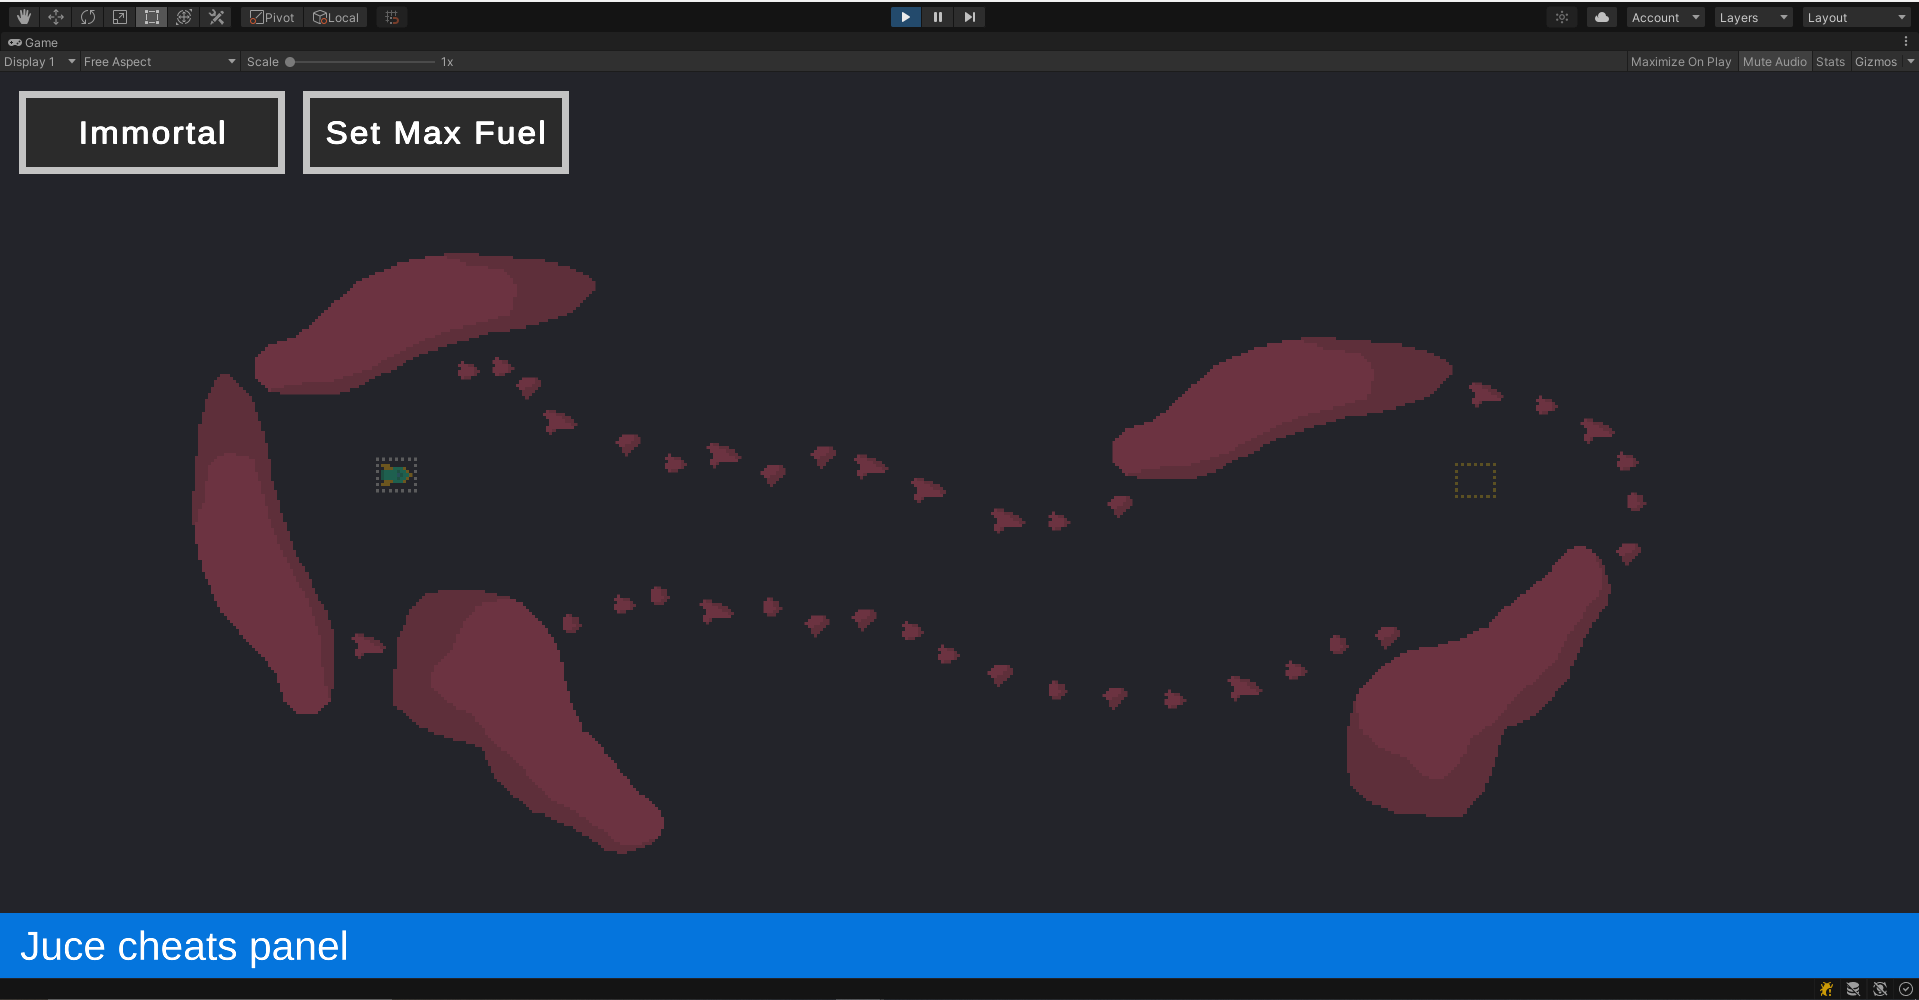 Pivot Local Account Layers Layout
Game
Display 1 Free Aspect Scale 1x Maximize On Play Mute Audio Stats Gizmos
Immortal Set Max Fuel
Juce cheats panel